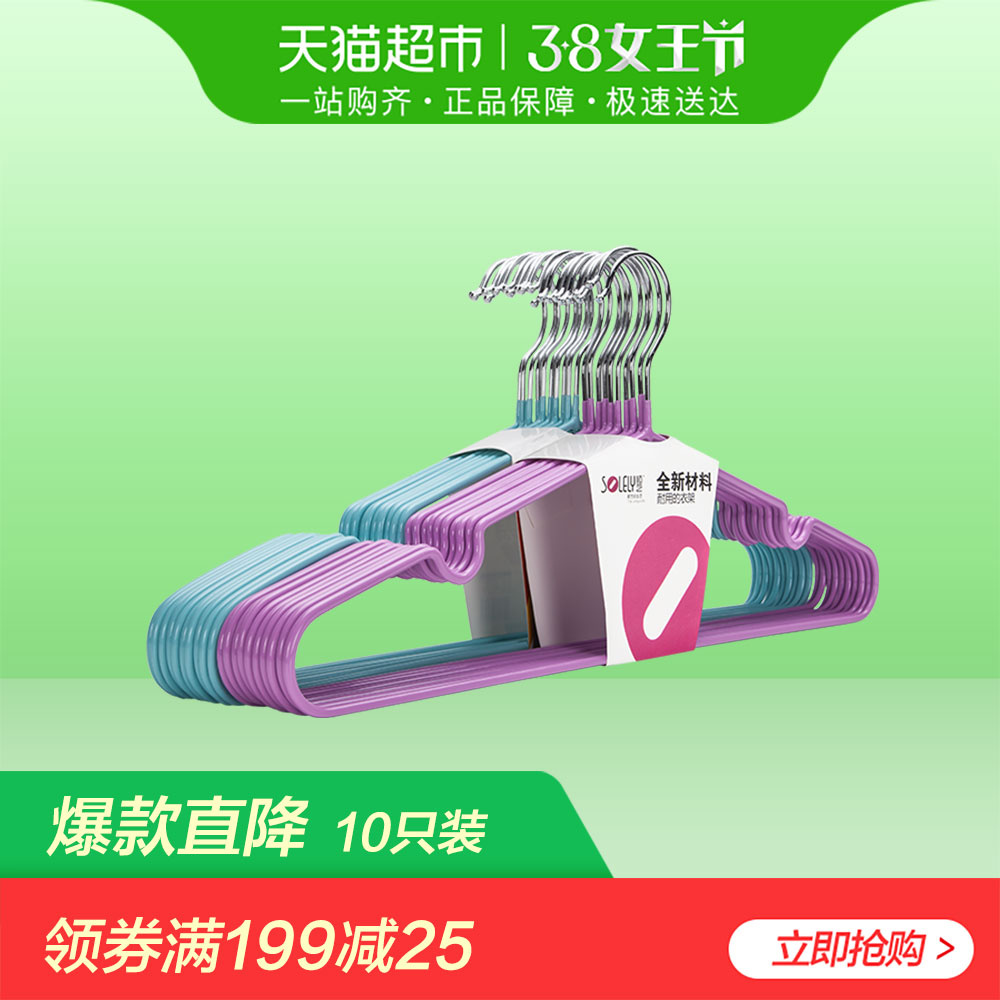 天猫超市 | 3·8女王节
一站购齐·正品保障·极速送达
SOLELY
全新材料
耐用的衣架
爆款直降 10只装
领券满199减25
立即抢购 >